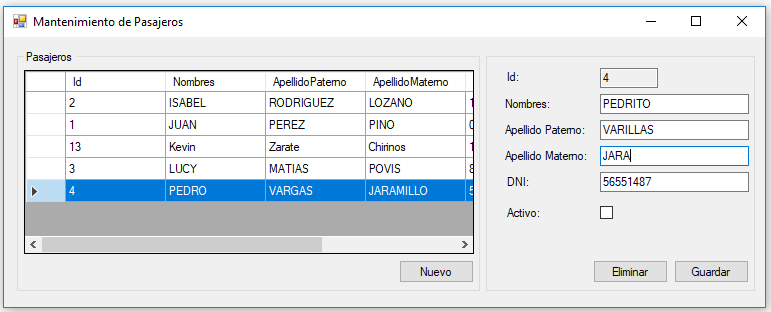 Mantenimiento de Pasajeros
Pasajeros
Id Nombres ApellidoPaterno ApellidoMaterno
2 ISABEL RODRIGUEZ LOZANO 1
1 JUAN PEREZ PINO 0
13 Kevin Zarate Chirinos 1
3 LUCY MATIAS POVIS 8
4 PEDRO VARGAS JARAMILLO 5
Nuevo
Id: 4
Nombres: PEDRITO
Apellido Paterno: VARILLAS
Apellido Materno: JARA
DNI: 56551487
Activo:
Eliminar Guardar